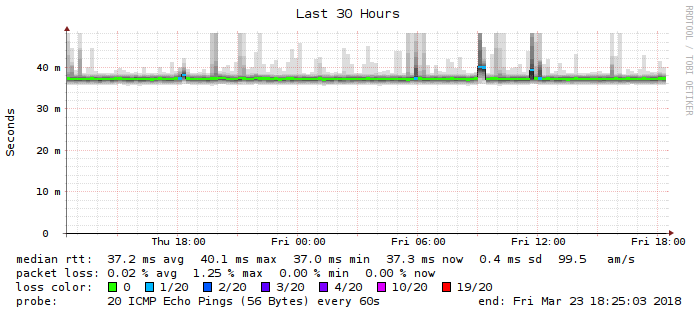 Last 30 Hours
RRDTOOL / TOBI OETIKER
Seconds
40 m
30 m
20 m
10 m
0
Thu 18:00 Fri 00:00 Fri 06:00 Fri 12:00 Fri 18:00
median rtt: 37.2 ms avg 40.1 ms max 37.0 ms min 37.3 ms now 0.4 ms sd 99.5 am/s
packet loss: 0.02 % avg 1.25 % max 0.00 % min 0.00 % now
loss color: 0 1/20 2/20 3/20 4/20 10/20 19/20
probe: 20 ICMP Echo Pings (56 Bytes) every 60s end: Fri Mar 23 18:25:03 2018